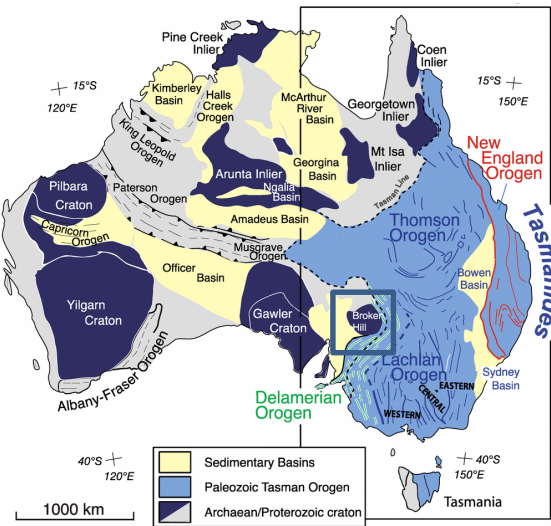 Pine Creek
Inlier
Coen
Inlier
15°S
120°E
15°S
150°E
Kimberley
Basin
Halls
Creek
Orogen
McArthur
River
Basin
Georgetown
Inlier
King Leopold
Orogen
New
England
Orogen
Mt Isa
Inlier
Georgina
Basin
Arunta Inlier
Ngalia
Basin
Tasman Line
Pilbara
Craton
Paterson
Orogen
Amadeus Basin
Thomson
Orogen
Tasmanides
Capricorn
Orogen
Musgrave
Orogen
Officer
Basin
Bowen
Basin
Yilgarn
Craton
Gawler
Craton
Broker
Hill
Lachlan
Orogen
Sydney
Basin
Albany-Fraser Orogen
Delamerian
Orogen
WESTERN
CENTRAL
EASTERN
40°S
120°E
40°S
150°E
Tasmania
1000 km
Sedimentary Basins
Paleozoic Tasman Orogen
Archaean/Proterozoic craton